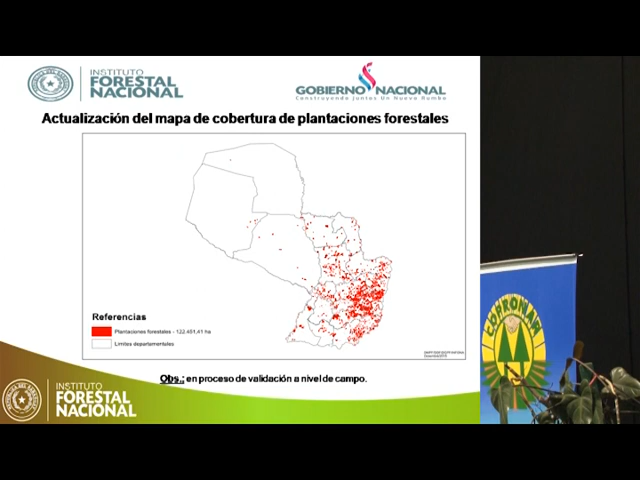 INSTITUTO
FORESTAL
NACIONAL
GOBIERNO NACIONAL
Construyendo Juntos Un Nuevo Rumbo
Actualización del mapa de cobertura de plantaciones forestales
Referencias
Plantaciones forestales - 122.451,41 ha
Limites departamentales
Obs.: en proceso de validación a nivel de campo.
INSTITUTO
FORESTAL
NACIONAL